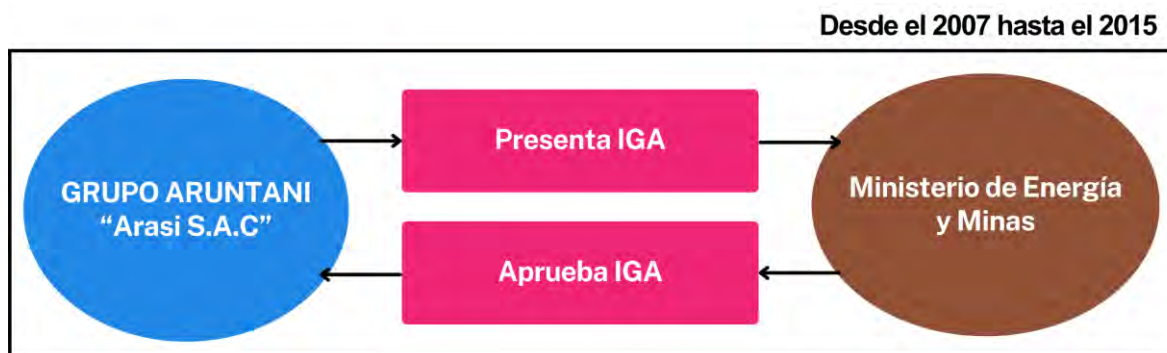 Desde el 2007 hasta el 2015
GRUPO ARUNTANI
“Arasi S.A.C”
Presenta IGA
Ministerio de Energía
y Minas
Aprueba IGA